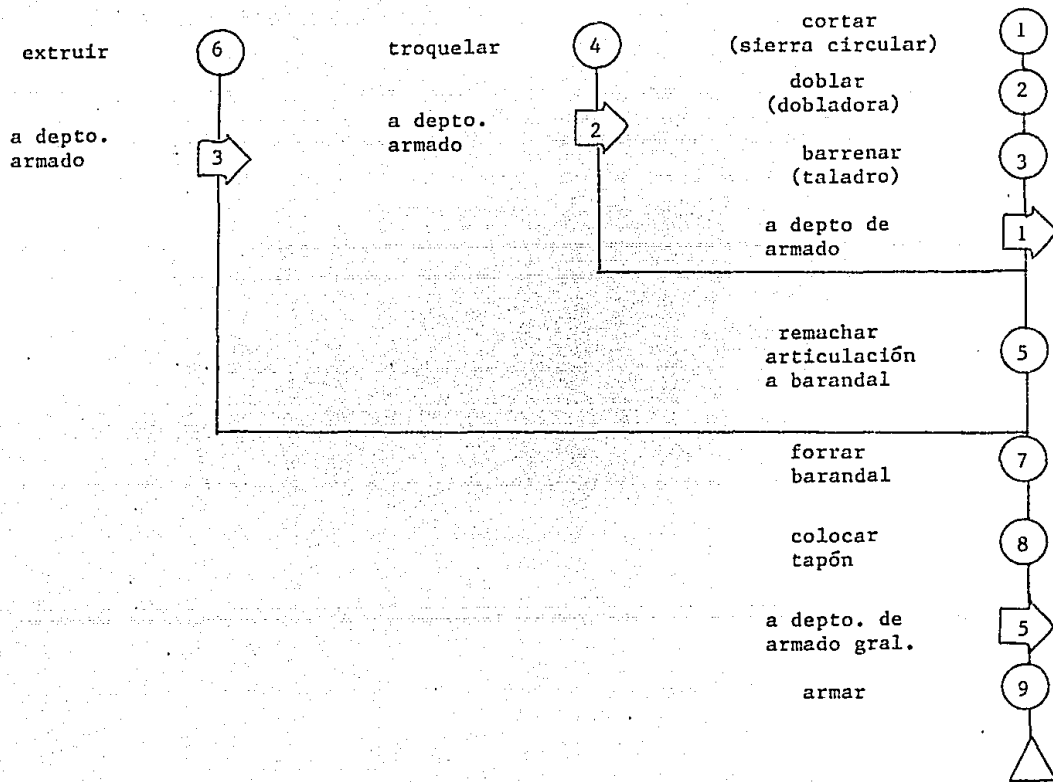 extruir
6
a depto.
armado
3
troquelar
4
a depto.
armado
2
cortar
(sierra circular)
1
doblar
(dobladora)
2
barrenar
(taladro)
3
a depto de
armado
1
remachar
articulación
a barandal
5
forrar
barandal
7
colocar
tapón
8
a depto. de
armado gral.
5
armar
9